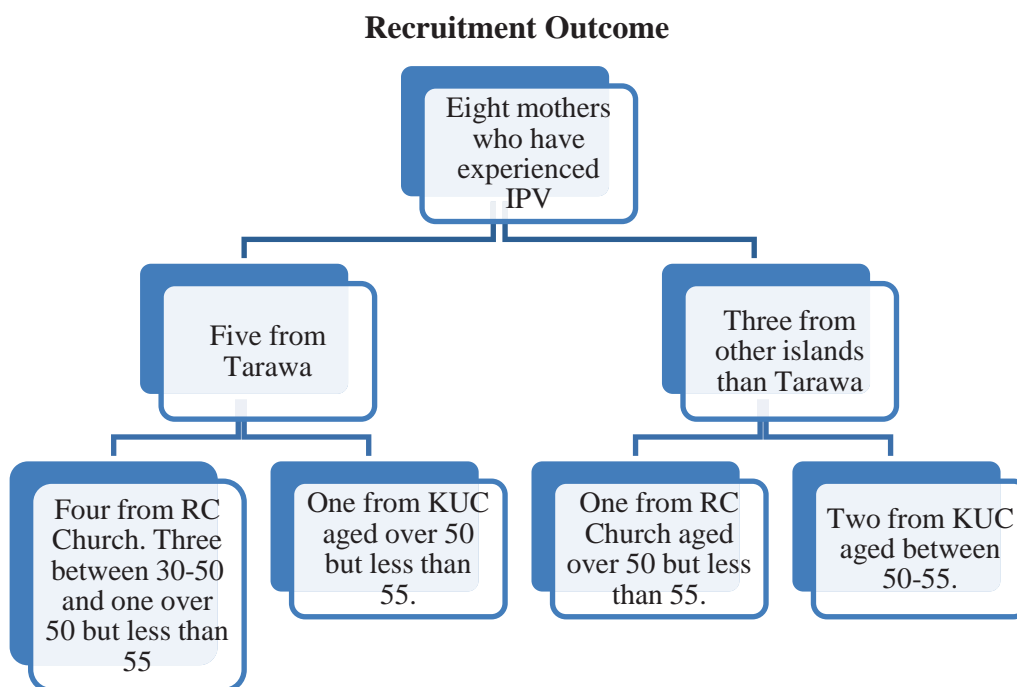 Recruitment Outcome
Eight mothers
who have
experienced
IPV
Five from
Tarawa
Three from
other islands
than Tarawa
Four from RC
Church. Three
between 30-50
and one over
50 but less than
55
One from KUC
aged over 50
but less than
55.
One from RC
Church aged
over 50 but less
than 55.
Two from KUC
aged between
50-55.